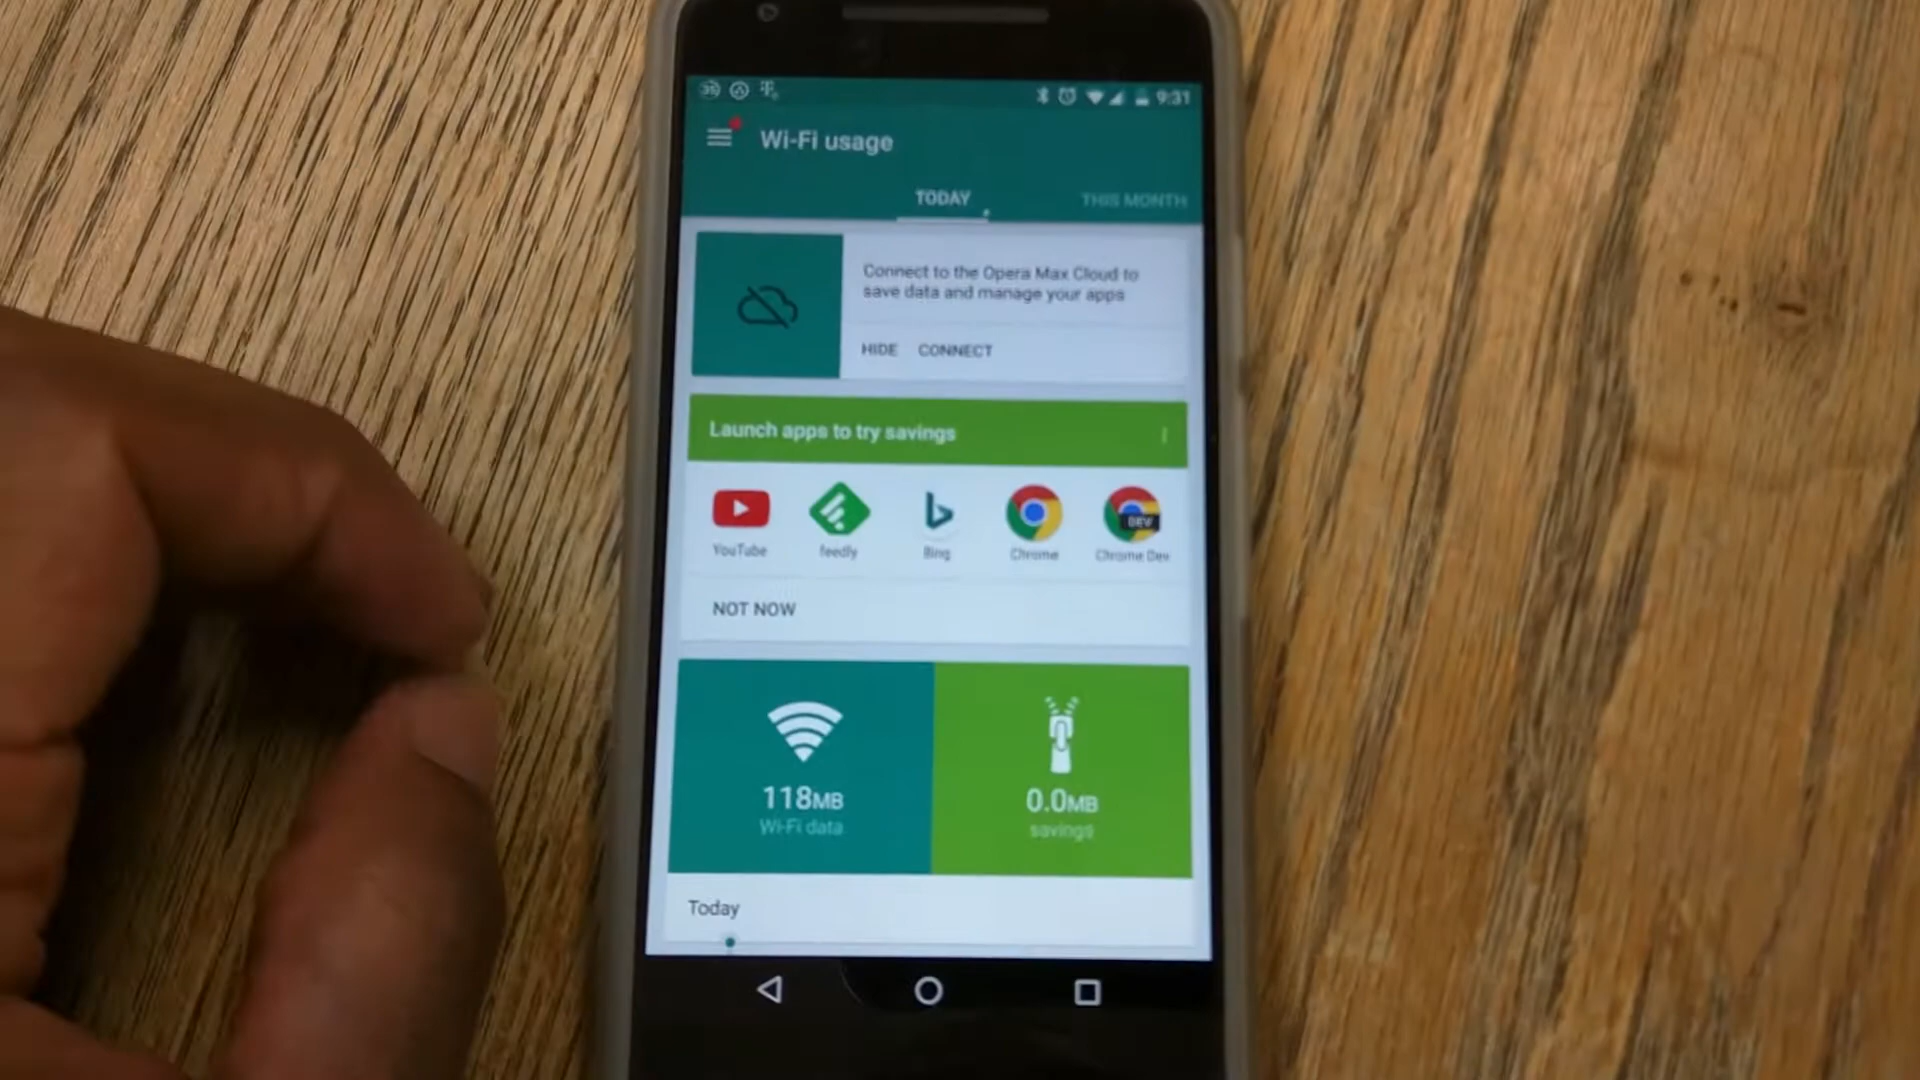 35
9:31
Wi-Fi usage
TODAY
THIS MONTH
Connect to the Opera Max Cloud to
save data and manage your apps
HIDE CONNECT
Launch apps to try savings
YouTube feedly Bing Chrome Chrome Dev
DEV
NOT NOW
118MB
Wi-Fi data
0.0MB
savings
Today